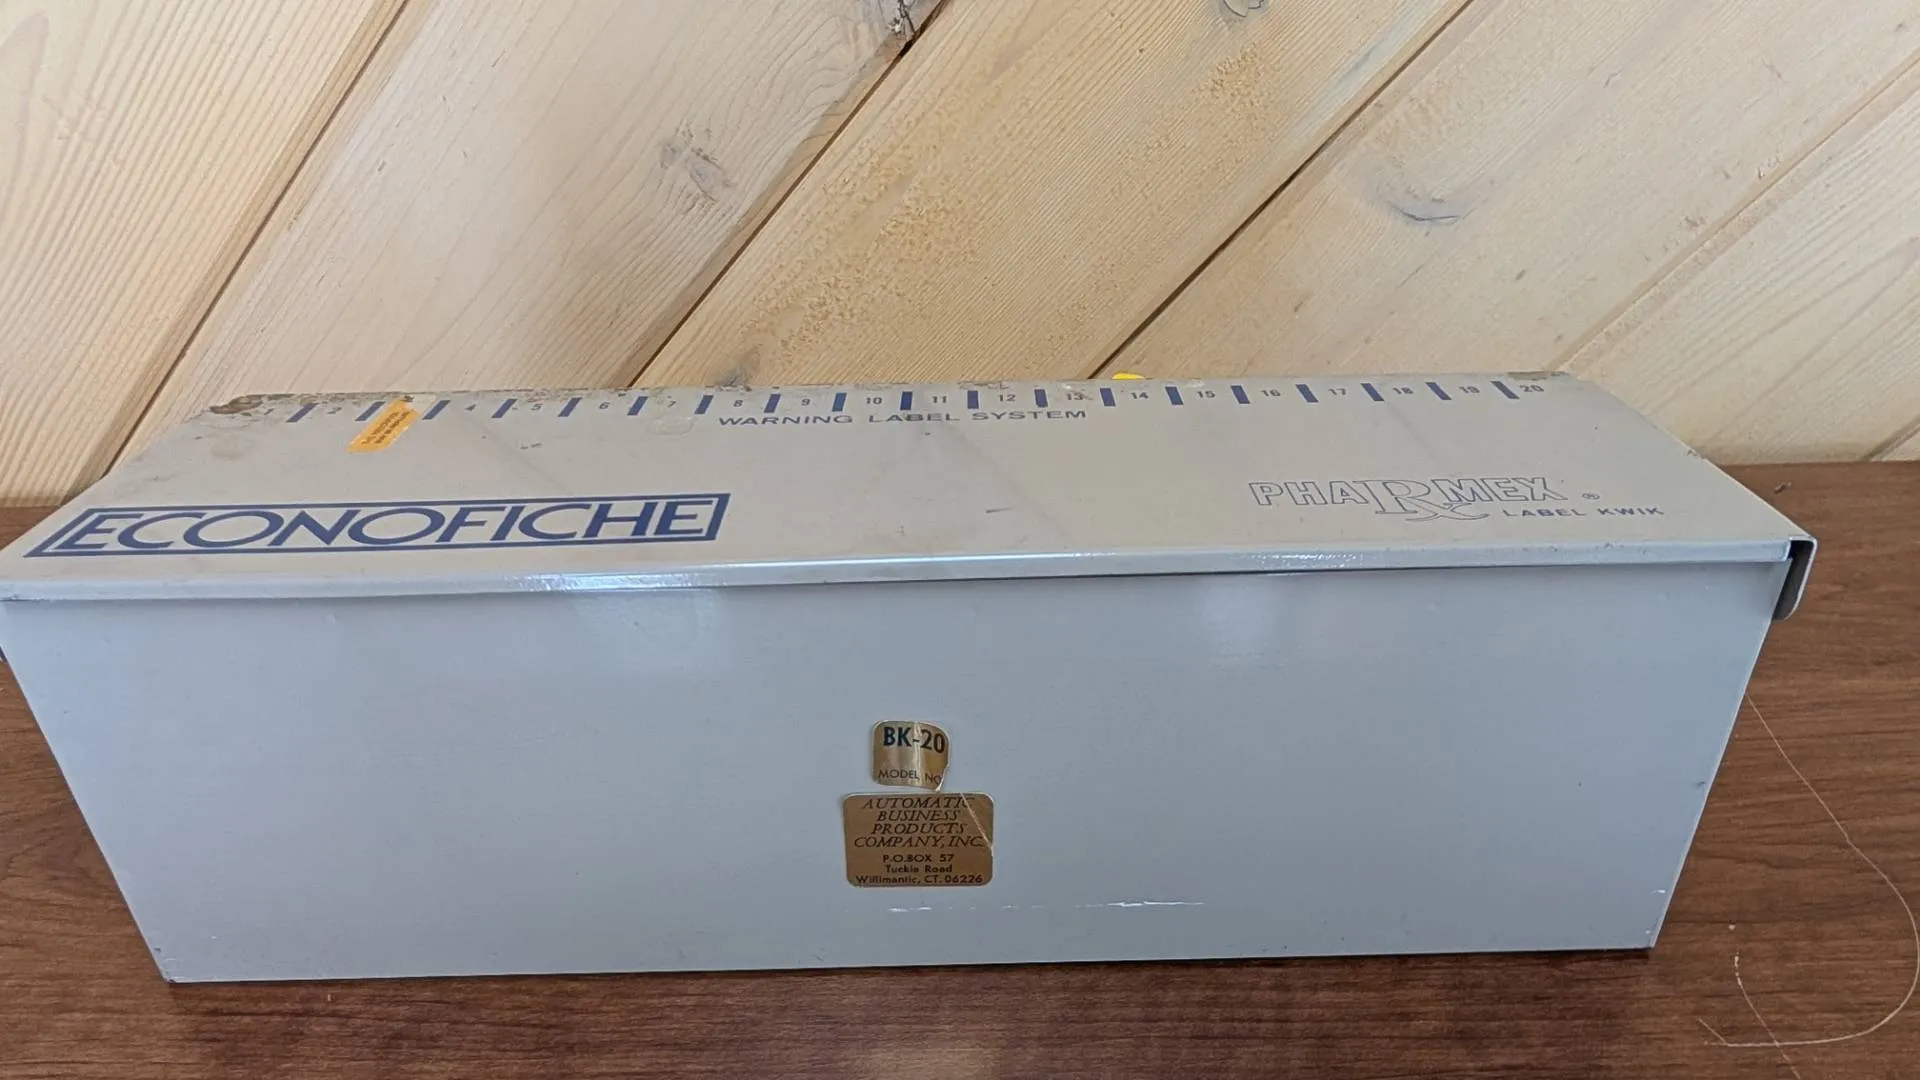 1 2 4 5 6 7 8 9 10 11 12 13 14 15 16 17 18 19 20
WARNING LABEL SYSTEM
ECONOFICHE
PHARMEX ®
LABEL KWIK
BK-20
MODEL NO
AUTOMATIC
BUSINESS
PRODUCTS
COMPANY, INC.
P.O.BOX 57
Tuckie Road
Willimantic, CT. 06226